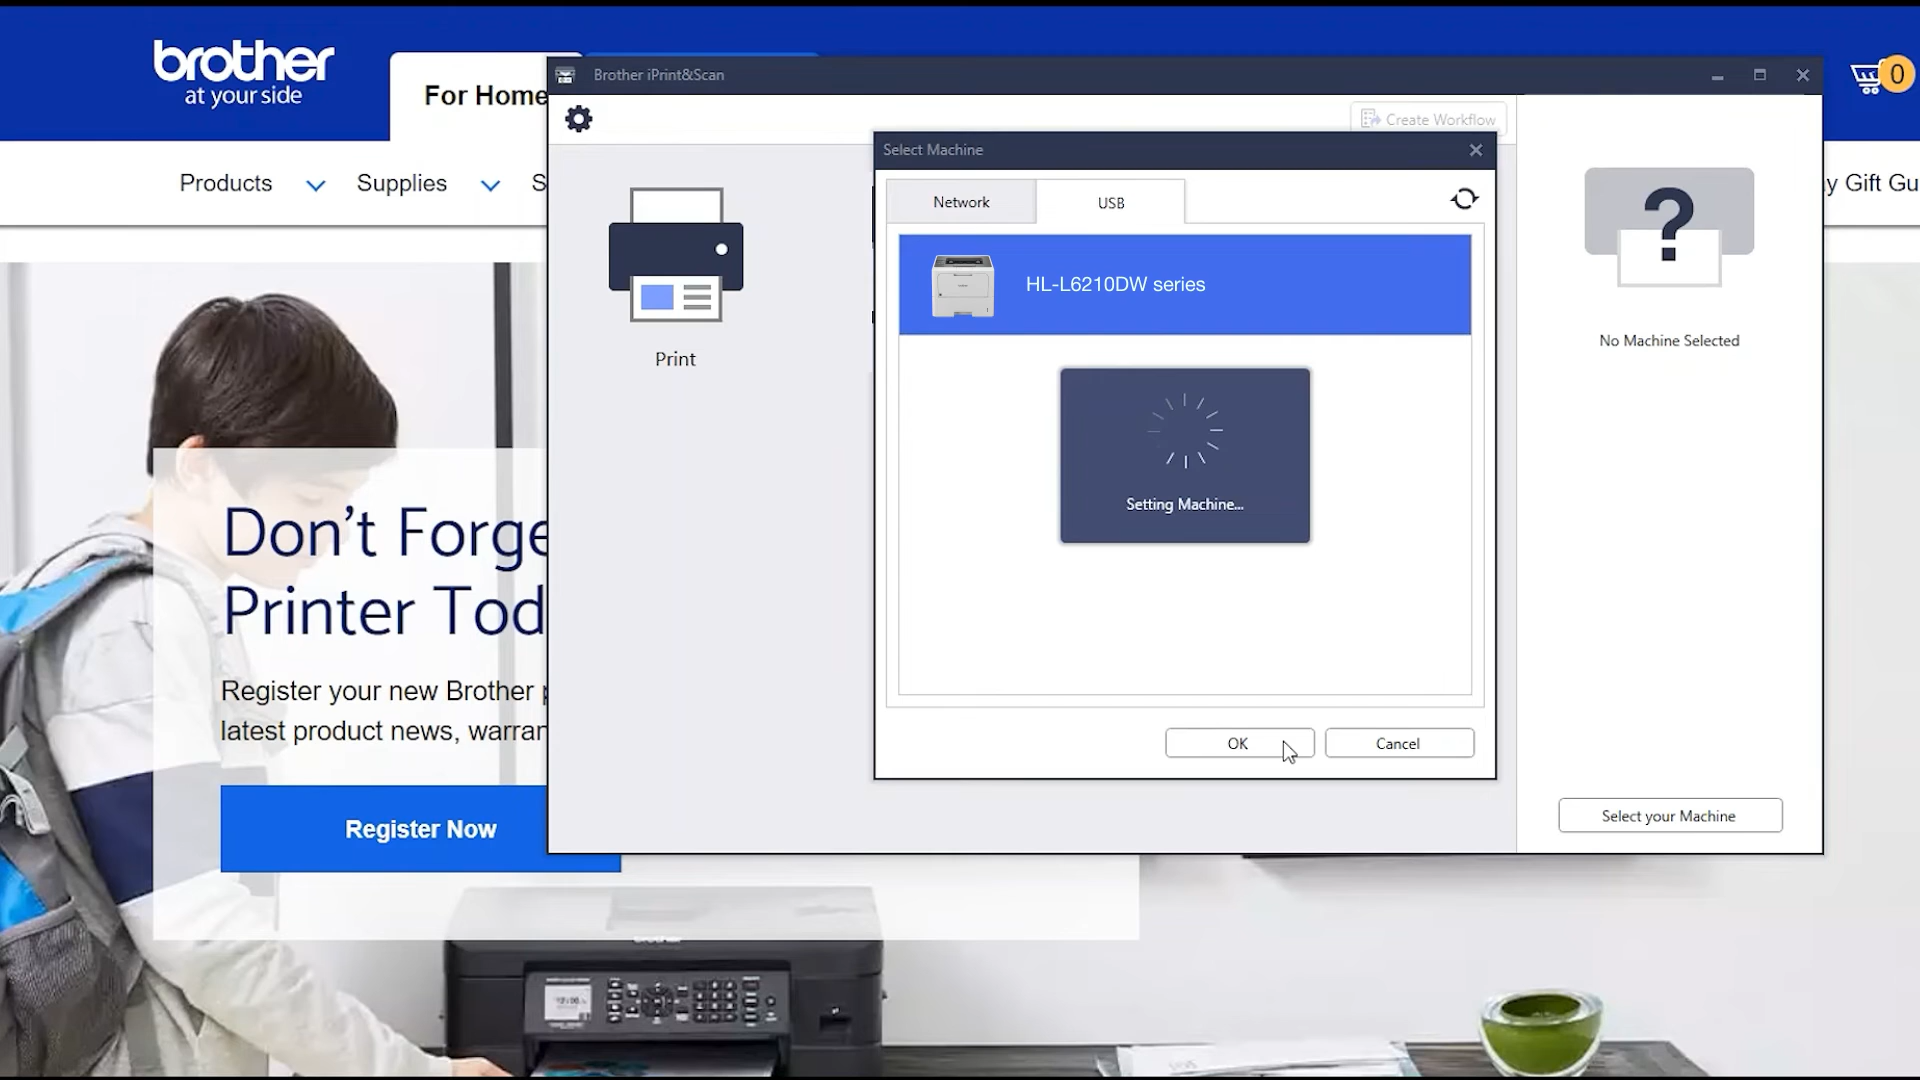 brother
at your side
For Home
0
Products
Supplies
S
y Gift Gu
Don't Forge
Printer Tod
Register your new Brother p
latest product news, warran
Register Now
brother
Brother iPrint&Scan
Create Workflow
Print
Select Machine
Network
USB
HL-L6210DW series
Setting Machine...
OK
Cancel
?
No Machine Selected
Select your Machine